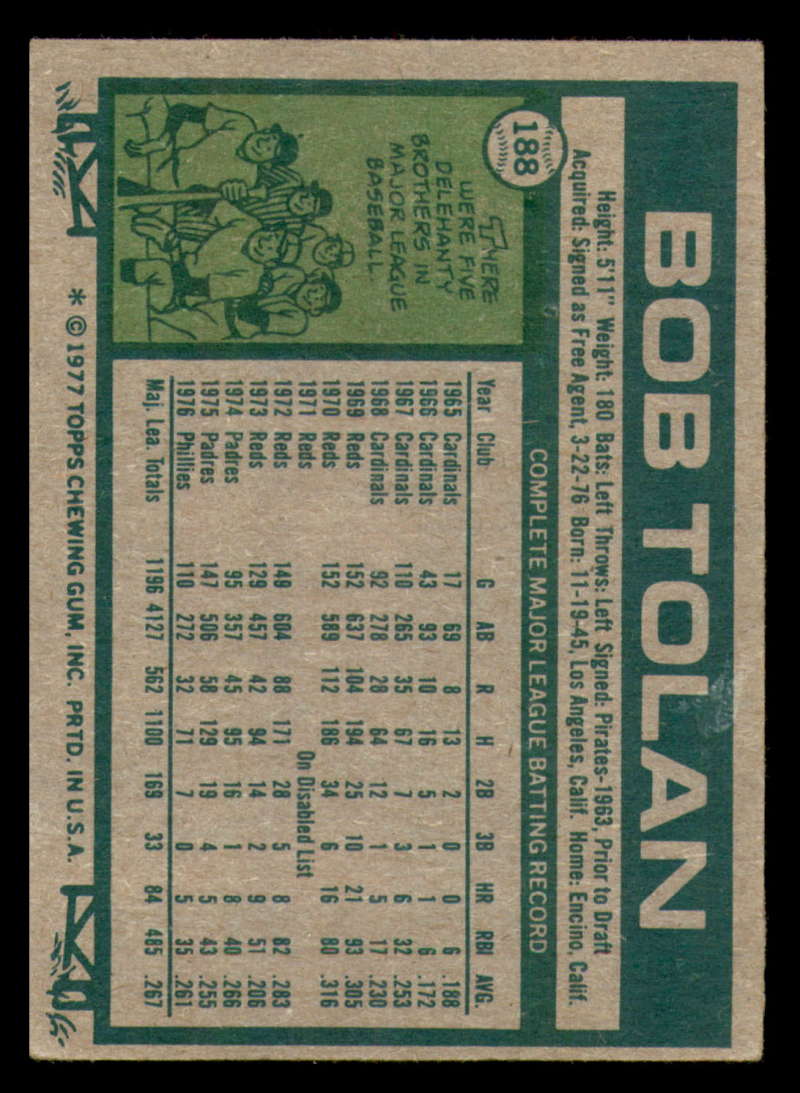 188
BOB TOLAN
Height: 5'11" Weight: 180 Bats: Left Throws: Left Signed: Pirates-1963, Prior to Draft
Acquired: Signed as Free Agent, 3-22-76 Born: 11-19-45, Los Angeles, Calif. Home: Encino, Calif.
THERE
WERE FIVE
DELEHANTY
BROTHERS IN
MAJOR LEAGUE
BASEBALL.
COMPLETE MAJOR LEAGUE BATTING RECORD
Year Club G AB R H 2B 3B HR RBI AVG.
1965 Cardinals 17 69 8 13 2 0 0 6 .188
1966 Cardinals 43 93 10 16 5 1 1 6 .172
1967 Cardinals 110 265 35 67 7 3 6 32 .253
1968 Cardinals 92 278 28 64 12 1 5 17 .230
1969 Reds 152 637 104 194 25 10 21 93 .305
1970 Reds 152 589 112 186 34 6 16 80 .316
1971 Reds On Disabled List
1972 Reds 149 604 88 171 28 5 8 82 .283
1973 Reds 129 457 42 94 14 2 9 51 .206
1974 Padres 95 357 45 95 16 1 8 40 .266
1975 Padres 147 506 58 129 19 4 5 43 .255
1976 Phillies 110 272 32 71 7 0 5 35 .261
Maj. Lea. Totals 1196 4127 562 1100 169 33 84 485 .267
* © 1977 TOPPS CHEWING GUM, INC. PRTD. IN U.S.A.